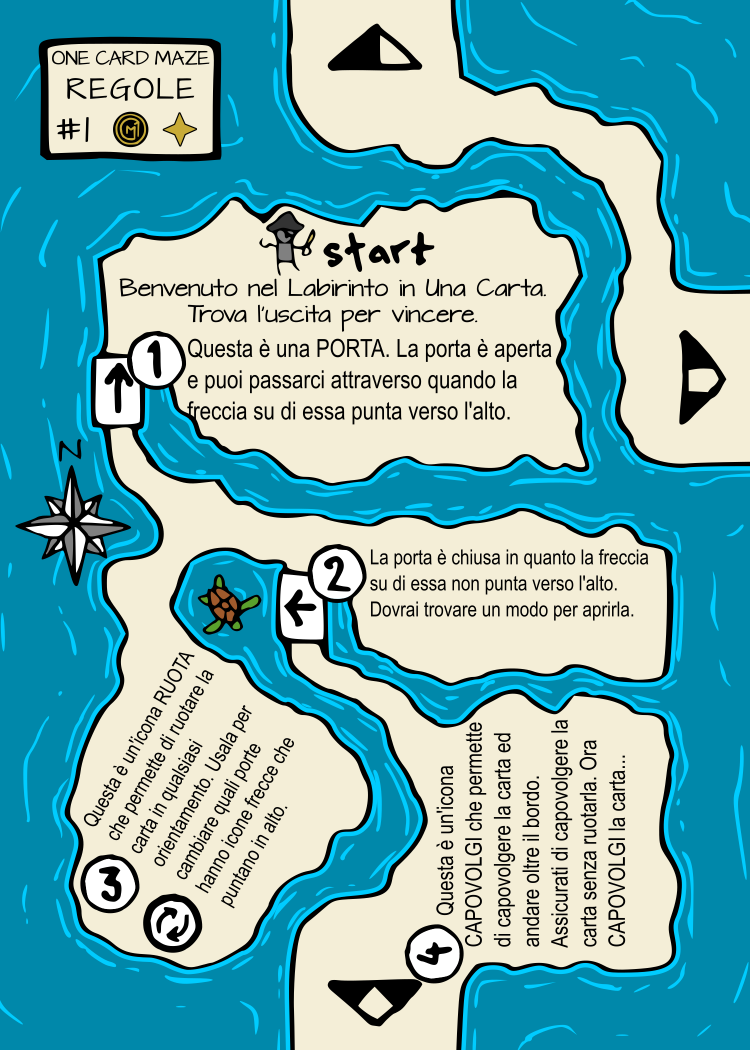 ONE CARD MAZE
REGOLE
#1
start
Benvenuto nel Labirinto in Una Carta.
Trova l'uscita per vincere.
1
Questa è una PORTA. La porta è aperta
e puoi passarci attraverso quando la
freccia su di essa punta verso l'alto.
N
2
La porta è chiusa in quanto la freccia
su di essa non punta verso l'alto.
Dovrai trovare un modo per aprirla.
Questa è un'icona RUOTA
che permette di ruotare la
carta in qualsiasi
orientamento. Usala per
cambiare quali porte
hanno icone frecce che
puntano in alto.
3
4
Questa è un'icona
CAPOVOLGI che permette
di capovolgere la carta ed
andare oltre il bordo.
Assicurati di capovolgere la
carta senza ruotarla. Ora
CAPOVOLGI la carta...